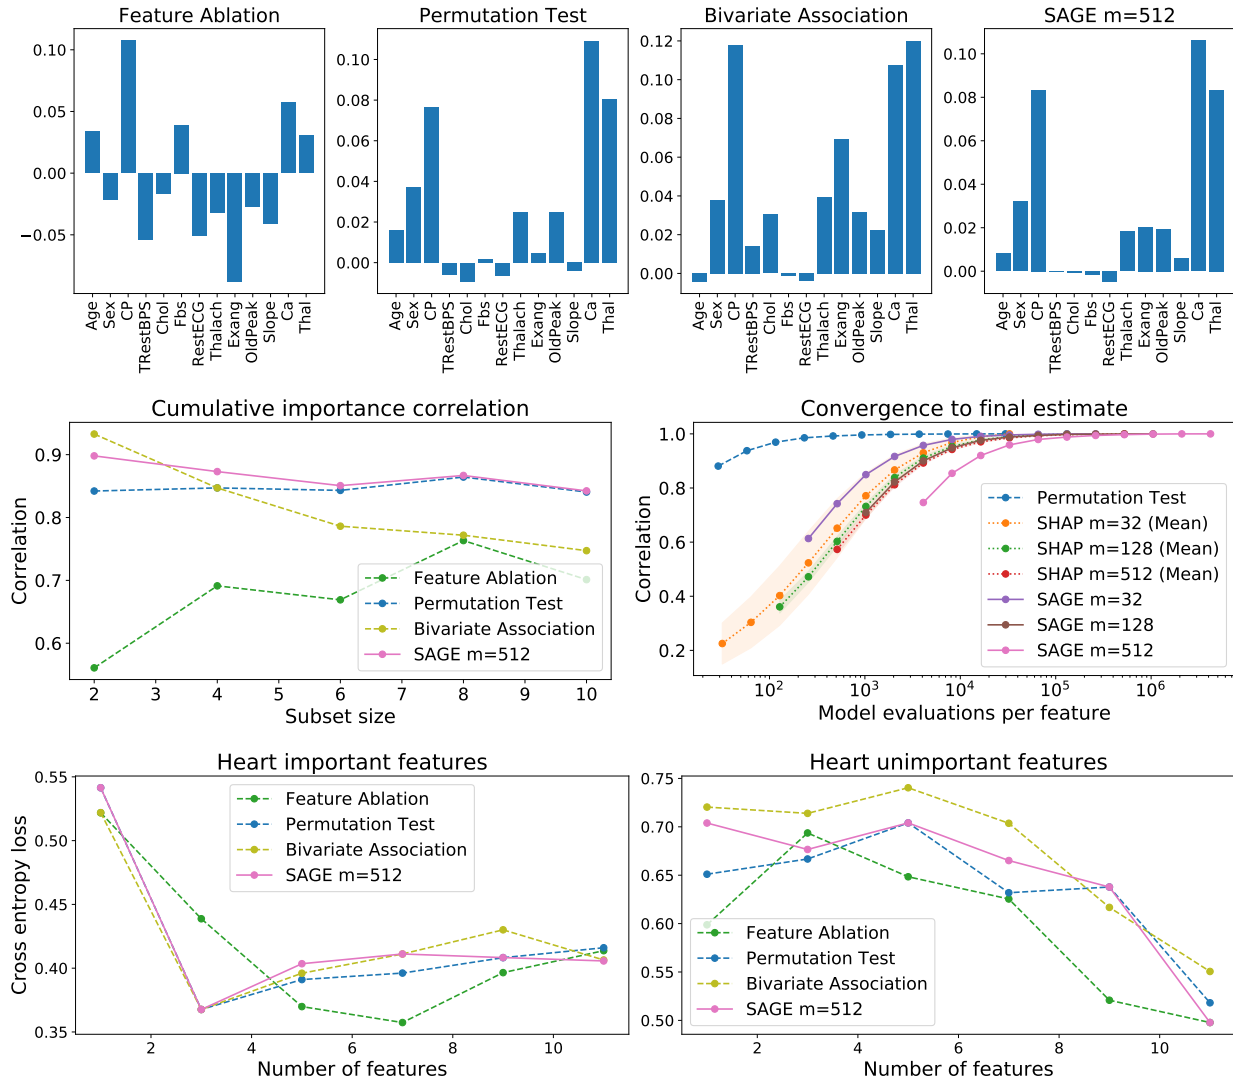 Feature Ablation
Permutation Test
Bivariate Association
SAGE m=512
0.10
0.05
0.00
−0.05
Age
Sex
CP
TRestBPS
Chol
Fbs
RestECG
Thalach
Exang
OldPeak
Slope
Ca
Thal
0.10
0.08
0.06
0.04
0.02
0.00
Age
Sex
CP
TRestBPS
Chol
Fbs
RestECG
Thalach
Exang
OldPeak
Slope
Ca
Thal
0.12
0.10
0.08
0.06
0.04
0.02
0.00
Age
Sex
CP
TRestBPS
Chol
Fbs
RestECG
Thalach
Exang
OldPeak
Slope
Ca
Thal
0.10
0.08
0.06
0.04
0.02
0.00
Age
Sex
CP
TRestBPS
Chol
Fbs
RestECG
Thalach
Exang
OldPeak
Slope
Ca
Thal
Cumulative importance correlation
Correlation
0.9
0.8
0.7
0.6
Feature Ablation
Permutation Test
Bivariate Association
SAGE m=512
2 3 4 5 6 7 8 9 10
Subset size
Convergence to final estimate
Correlation
1.0
0.8
0.6
0.4
0.2
Permutation Test
SHAP m=32 (Mean)
SHAP m=128 (Mean)
SHAP m=512 (Mean)
SAGE m=32
SAGE m=128
SAGE m=512
10² 10³ 10⁴ 10⁵ 10⁶
Model evaluations per feature
Heart important features
Cross entropy loss
0.55
0.50
0.45
0.40
0.35
Feature Ablation
Permutation Test
Bivariate Association
SAGE m=512
2 4 6 8 10
Number of features
Heart unimportant features
0.75
0.70
0.65
0.60
0.55
0.50
Feature Ablation
Permutation Test
Bivariate Association
SAGE m=512
2 4 6 8 10
Number of features